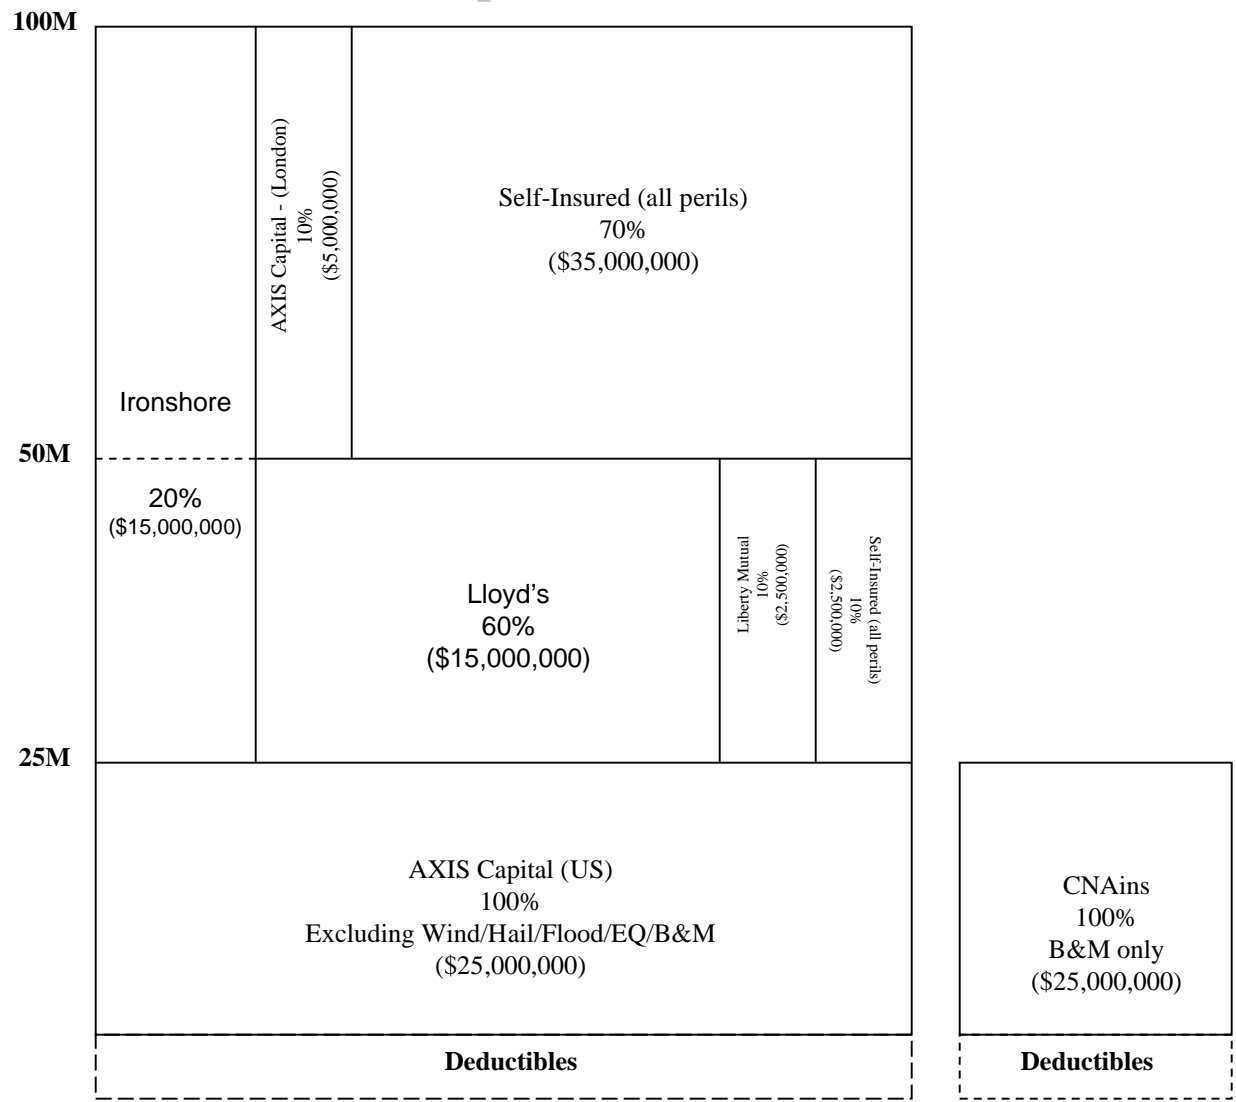 100M
AXIS Capital - (London)
10%
($5,000,000)
Self-Insured (all perils)
70%
($35,000,000)
Ironshore
50M
20%
($15,000,000)
Lloyd’s
60%
($15,000,000)
Liberty Mutual
10%
($2,500,000)
Self-Insured (all perils)
10%
($2,500,000)
25M
AXIS Capital (US)
100%
Excluding Wind/Hail/Flood/EQ/B&M
($25,000,000)
CNAins
100%
B&M only
($25,000,000)
Deductibles
Deductibles